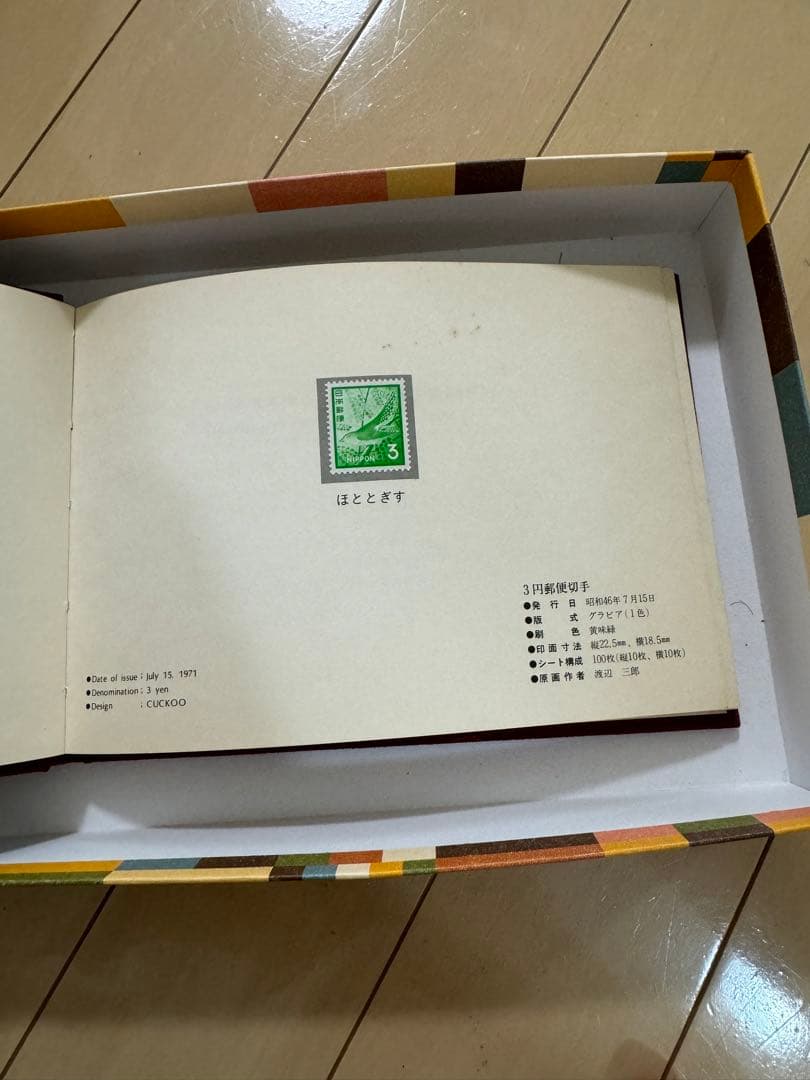 日本郵便
NIPPON 3
ほととぎす
3円郵便切手
●発行日 昭和46年7月15日
●版式 グラビア(1色)
●刷色 黄味緑
●印面寸法 縦22.5㎜、横18.5㎜
●シート構成 100枚(縦10枚、横10枚)
●原画作者 渡辺 三郎
●Date of issue ; July 15. 1971
●Denomination ; 3 yen
●Design ; CUCKOO